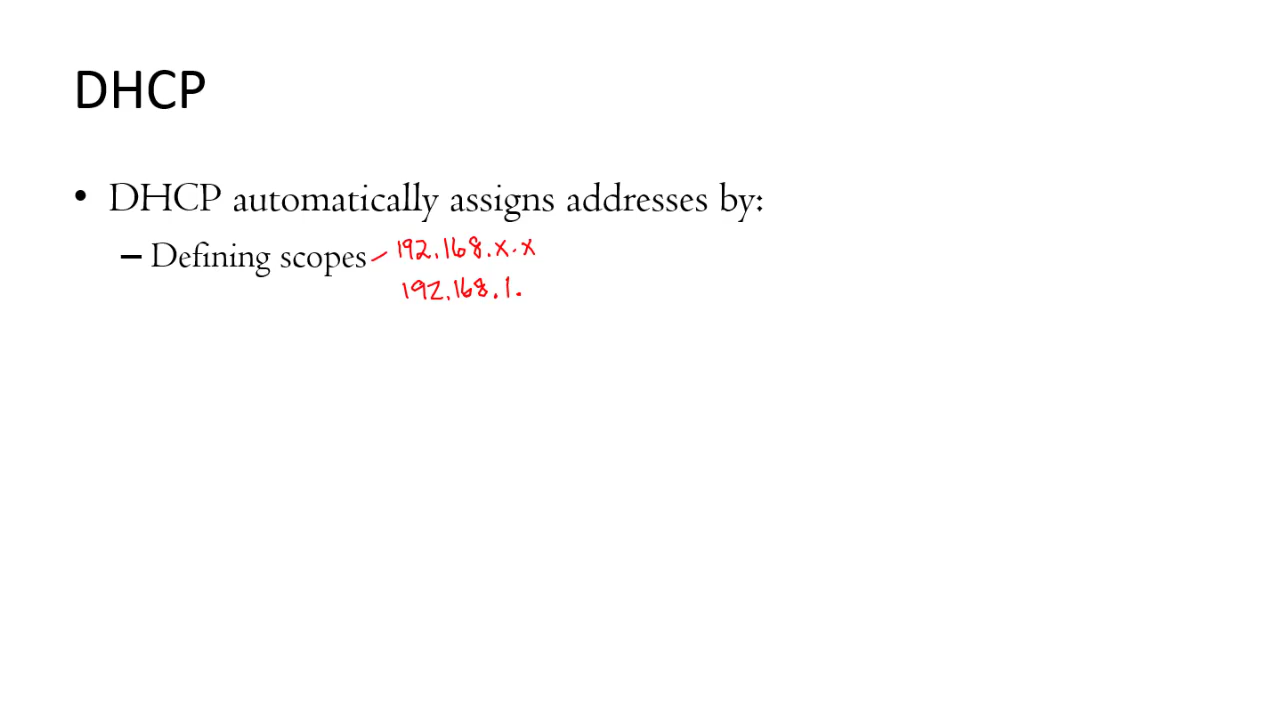 DHCP
• DHCP automatically assigns addresses by:
– Defining scopes – 192.168.x.x
192.168.1.